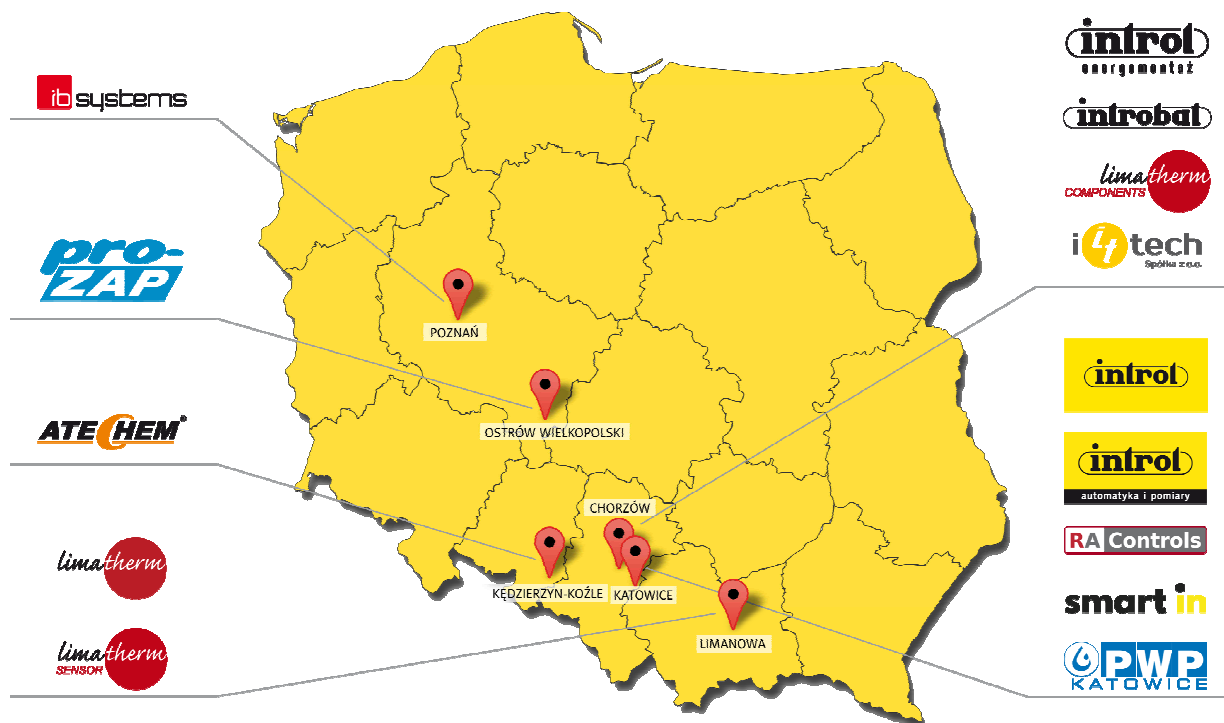 ib systems
pro-
ZAP
ATECHEM®
limatherm
limatherm
SENSOR
POZNAŃ
OSTRÓW WIELKOPOLSKI
CHORZÓW
KĘDZIERZYN-KOŹLE
KATOWICE
LIMANOWA
introl
energomontaż
introbat
limatherm
COMPONENTS
i4tech
Spółka z o.o.
introl
introl
automatyka i pomiary
RA Controls
smart in
PWP
KATOWICE